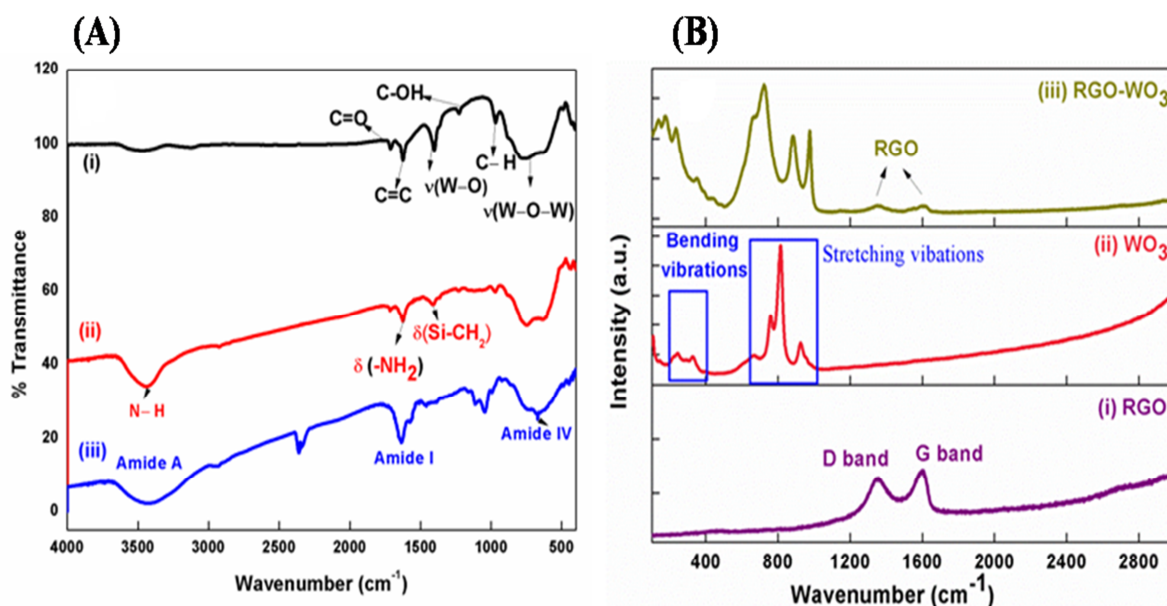 (A)
120
100
80
60
40
20
0
% Transmittance
C-OH
C=O
(i)
C=C
ν(W–O)
C–H
ν(W–O–W)
(ii)
δ(Si-CH2)
δ (-NH2)
N–H
(iii)
Amide A
Amide I
Amide IV
4000 3500 3000 2500 2000 1500 1000 500
Wavenumber (cm-1)
(B)
(iii) RGO-WO3
RGO
Bending
vibrations
Stretching vibations
(ii) WO3
(i) RGO
D band
G band
Intensity (a.u.)
400 800 1200 1600 2000 2400 2800
Wavenumber (cm-1)